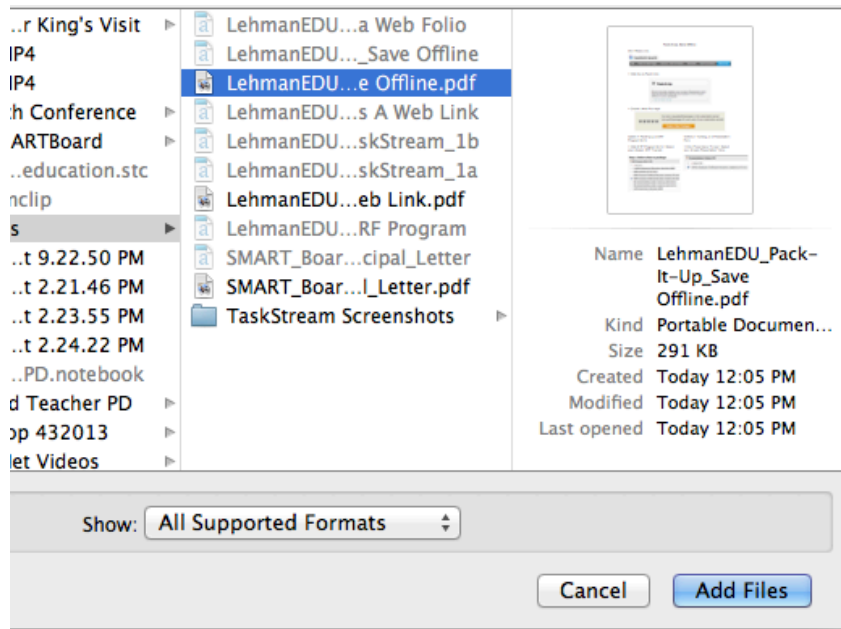 ..r King's Visit
IP4
IP4
:h Conference
ARTBoard
...education.stc
nclip
s
..t 9.22.50 PM
..t 2.21.46 PM
..t 2.23.55 PM
..t 2.24.22 PM
...PD.notebook
d Teacher PD
op 432013
let Videos
LehmanEDU...a Web Folio
LehmanEDU..._Save Offline
LehmanEDU...e Offline.pdf
LehmanEDU...s A Web Link
LehmanEDU...skStream_1b
LehmanEDU...skStream_1a
LehmanEDU...eb Link.pdf
LehmanEDU...RF Program
SMART_Boar...cipal_Letter
SMART_Boar...l_Letter.pdf
TaskStream Screenshots
Name LehmanEDU_Pack-
It-Up_Save
Offline.pdf
Kind Portable Documen...
Size 291 KB
Created Today 12:05 PM
Modified Today 12:05 PM
Last opened Today 12:05 PM
Show: All Supported Formats
Cancel Add Files